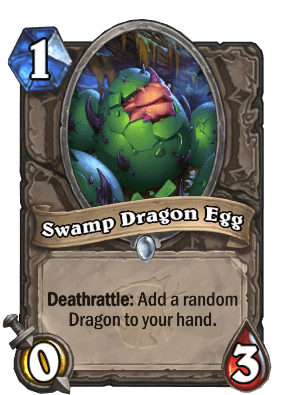 1
Swamp Dragon Egg
Deathrattle: Add a random
Dragon to your hand.
0
3